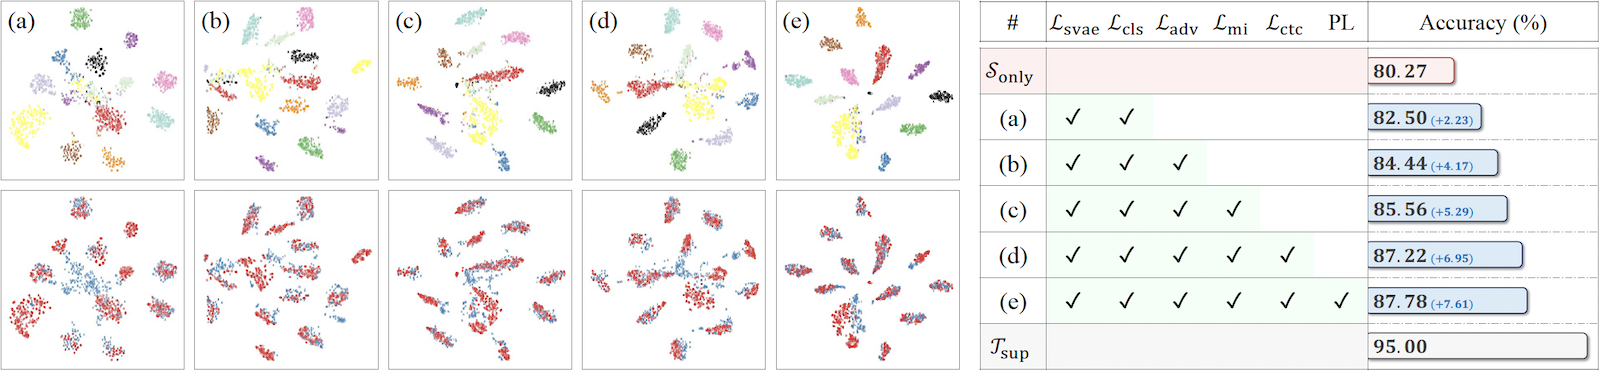 (a) (b) (c) (d) (e)
# ℒsvae ℒcls ℒadv ℒmi ℒctc PL Accuracy (%)
𝒮only 80.27
(a) ✓ ✓ 82.50 (+2.23)
(b) ✓ ✓ ✓ 84.44 (+4.17)
(c) ✓ ✓ ✓ ✓ 85.56 (+5.29)
(d) ✓ ✓ ✓ ✓ ✓ 87.22 (+6.95)
(e) ✓ ✓ ✓ ✓ ✓ ✓ 87.78 (+7.61)
𝒯sup 95.00